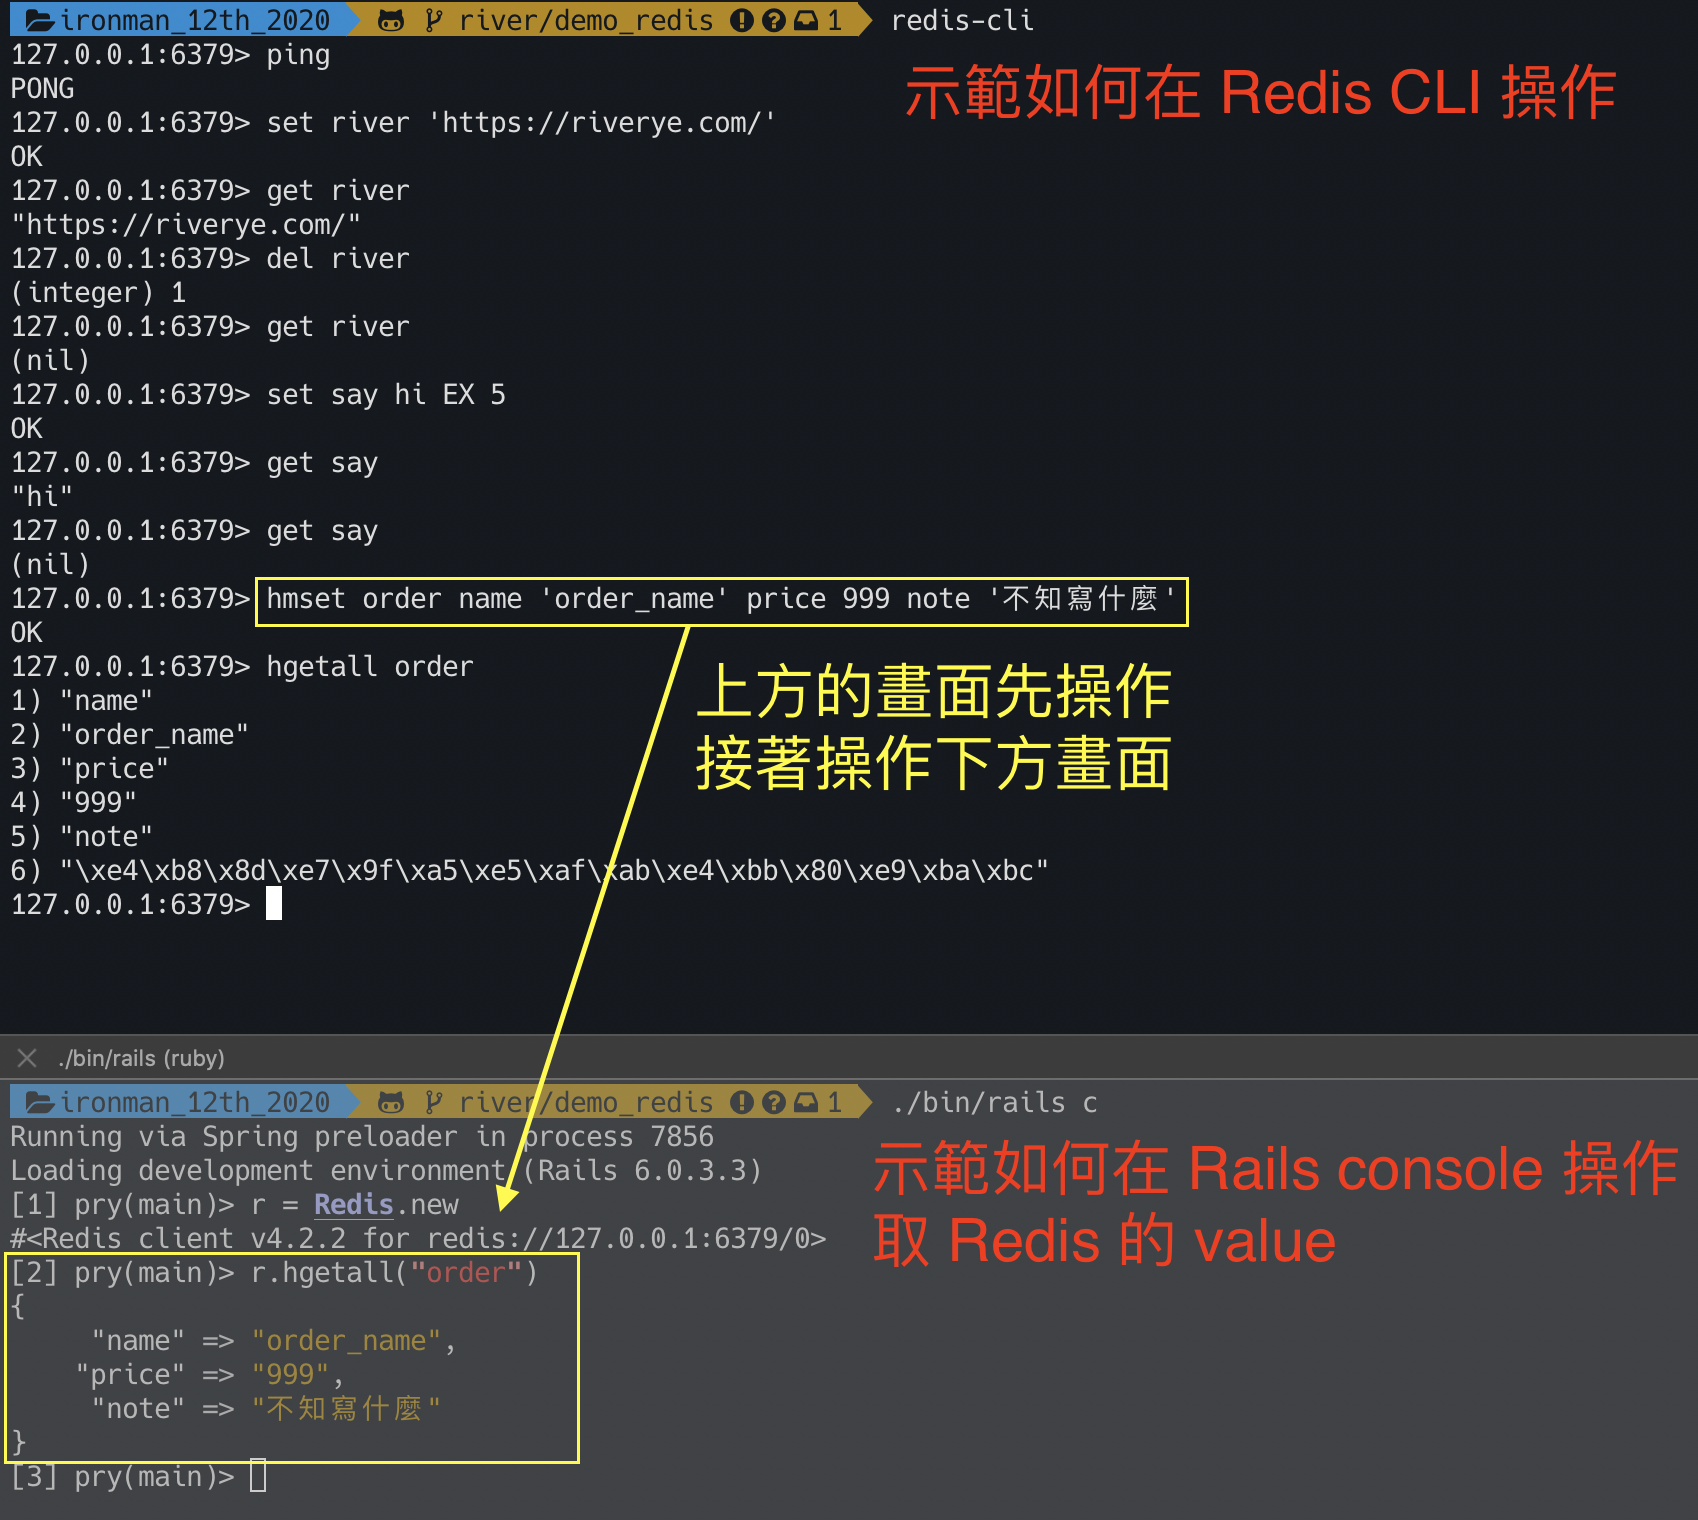 ironman_12th_2020 river/demo_redis 1 redis-cli
127.0.0.1:6379> ping
PONG
示範如何在 Redis CLI 操作
127.0.0.1:6379> set river 'https://riverye.com/'
OK
127.0.0.1:6379> get river
"https://riverye.com/"
127.0.0.1:6379> del river
(integer) 1
127.0.0.1:6379> get river
(nil)
127.0.0.1:6379> set say hi EX 5
OK
127.0.0.1:6379> get say
"hi"
127.0.0.1:6379> get say
(nil)
127.0.0.1:6379> hmset order name 'order_name' price 999 note '不知寫什麼'
OK
127.0.0.1:6379> hgetall order
1) "name"
2) "order_name"
3) "price"
4) "999"
5) "note"
6) "\xe4\xb8\x8d\xe7\x9f\xa5\xe5\xaf\xab\xe4\xbb\x80\xe9\xba\xbc"
127.0.0.1:6379>
上方的畫面先操作
接著操作下方畫面
./bin/rails (ruby)
ironman_12th_2020 river/demo_redis 1 ./bin/rails c
Running via Spring preloader in process 7856
Loading development environment (Rails 6.0.3.3)
[1] pry(main)> r = Redis.new
#<Redis client v4.2.2 for redis://127.0.0.1:6379/0>
示範如何在 Rails console 操作
取 Redis 的 value
[2] pry(main)> r.hgetall("order")
{
"name" => "order_name",
"price" => "999",
"note" => "不知寫什麼"
}
[3] pry(main)>